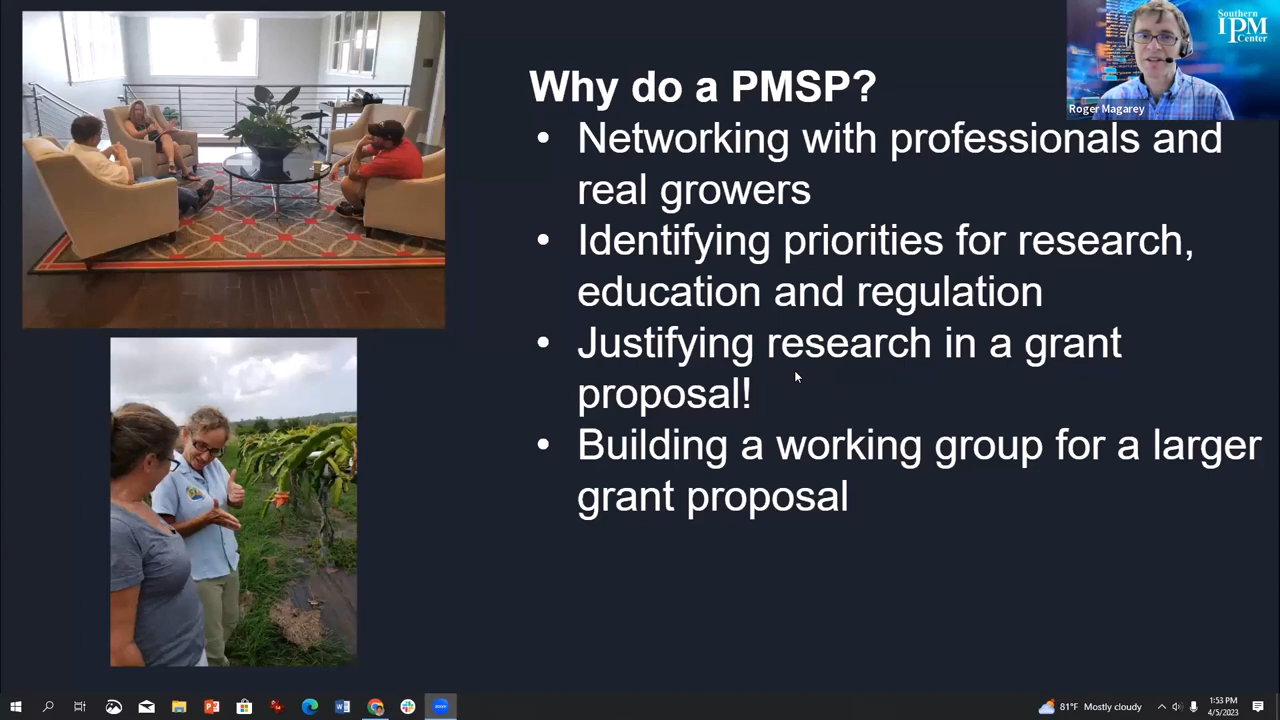 Southern
IPM
Center
Roger Magarey
Why do a PMSP?
• Networking with professionals and
real growers
• Identifying priorities for research,
education and regulation
• Justifying research in a grant
proposal!
• Building a working group for a larger
grant proposal
81°F Mostly cloudy
1:53 PM
4/5/2023